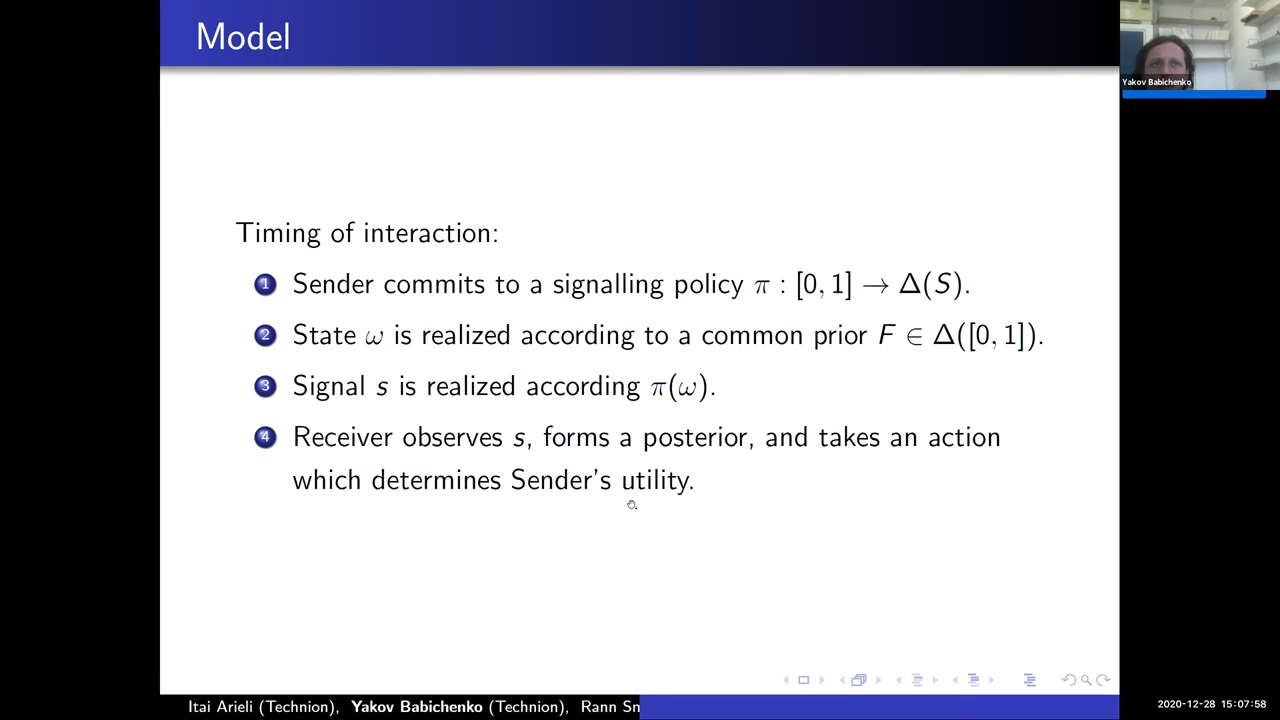 Model
Yakov Babichenko
Timing of interaction:
1 Sender commits to a signalling policy π : [0, 1] → Δ(S).
2 State ω is realized according to a common prior F ∈ Δ([0, 1]).
3 Signal s is realized according π(ω).
4 Receiver observes s, forms a posterior, and takes an action
which determines Sender's utility.
Itai Arieli (Technion), Yakov Babichenko (Technion), Rann Sn
2020-12-28 15:07:58